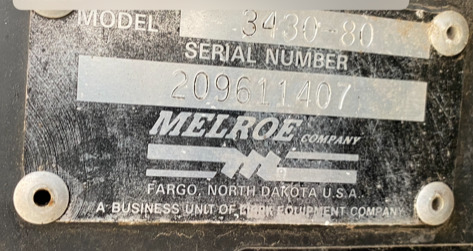 MODEL 3430-80
SERIAL NUMBER
209611407
MELROE COMPANY
FARGO, NORTH DAKOTA U.S.A.
A BUSINESS UNIT OF CLARK EQUIPMENT COMPANY